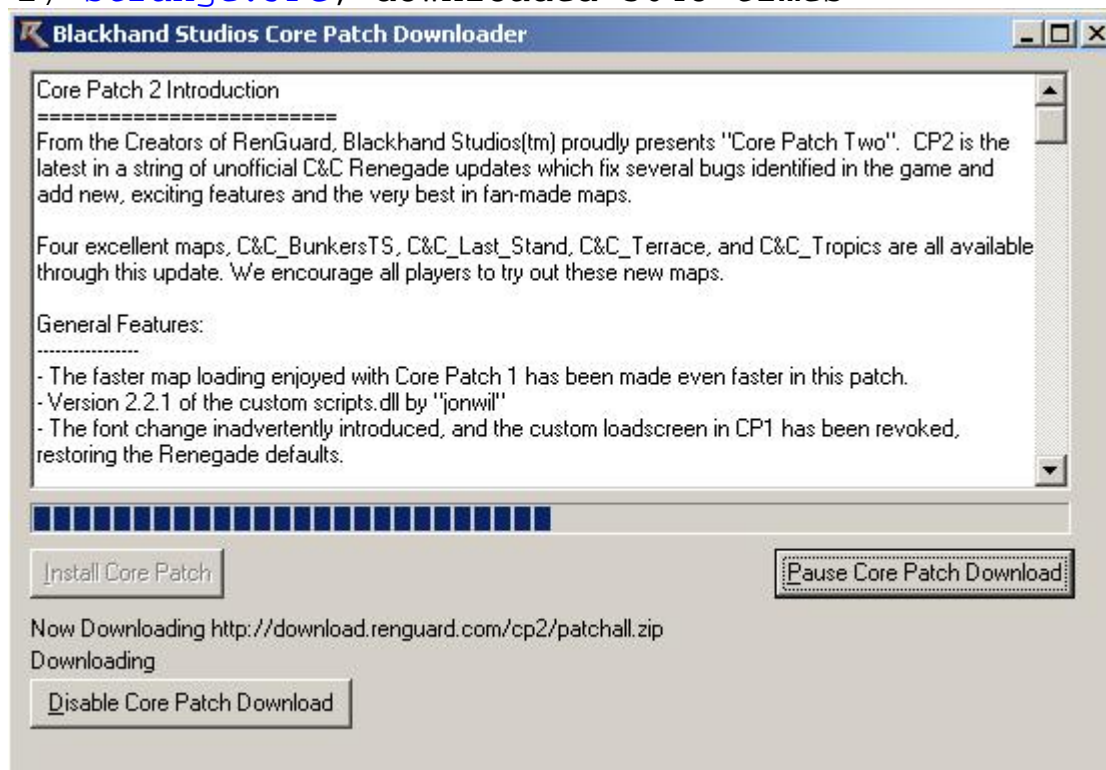 Blackhand Studios Core Patch Downloader
Core Patch 2 Introduction
=========================
From the Creators of RenGuard, Blackhand Studios(tm) proudly presents "Core Patch Two".  CP2 is the
latest in a string of unofficial C&C Renegade updates which fix several bugs identified in the game and
add new, exciting features and the very best in fan-made maps.
Four excellent maps, C&C_BunkersTS, C&C_Last_Stand, C&C_Terrace, and C&C_Tropics are all available
through this update. We encourage all players to try out these new maps.
General Features:
-----------------
- The faster map loading enjoyed with Core Patch 1 has been made even faster in this patch.
- Version 2.2.1 of the custom scripts.dll by "jonwil"
- The font change inadvertently introduced, and the custom loadscreen in CP1 has been revoked,
restoring the Renegade defaults.
Install Core Patch
Pause Core Patch Download
Now Downloading http://download.renguard.com/cp2/patchall.zip
Downloading
Disable Core Patch Download